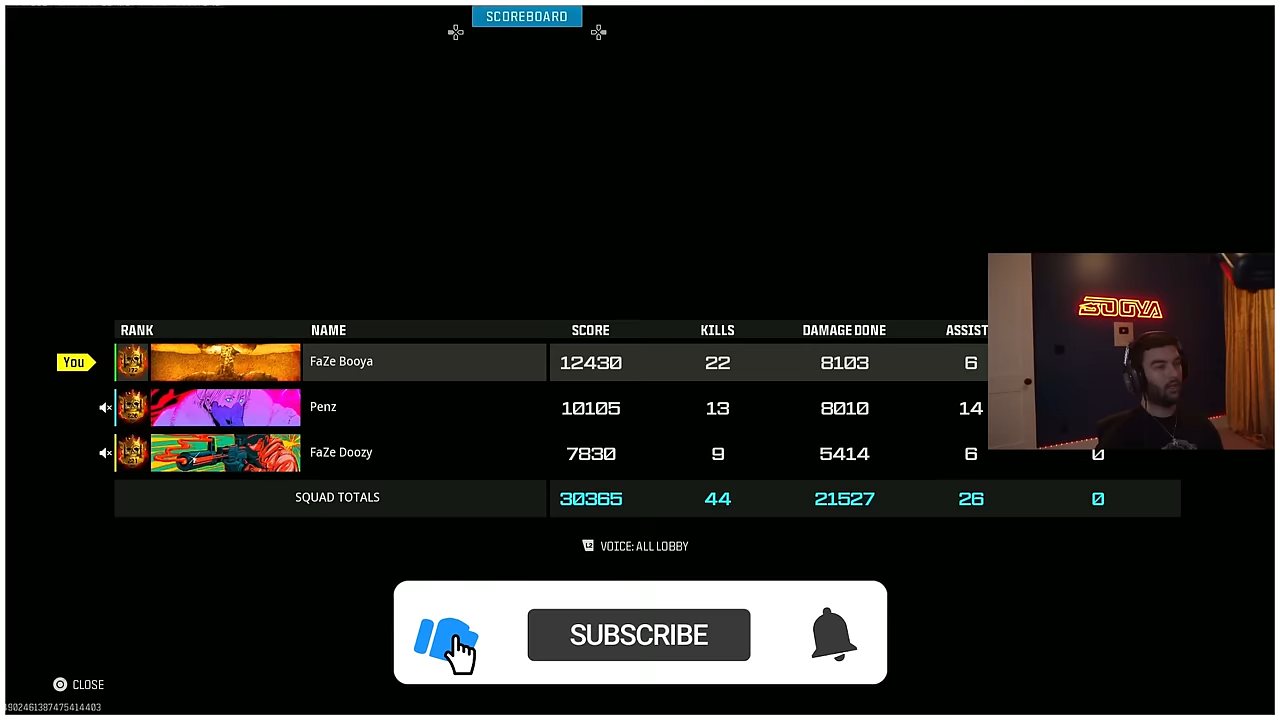 SCOREBOARD
RANK NAME SCORE KILLS DAMAGE DONE ASSIST
You FaZe Booya 12430 22 8103 6
Penz 10105 13 8010 14
FaZe Doozy 7830 9 5414 6 0
SQUAD TOTALS 30365 44 21527 26 0
BOOYA
L2 VOICE: ALL LOBBY
SUBSCRIBE
CLOSE
4902461387475414403